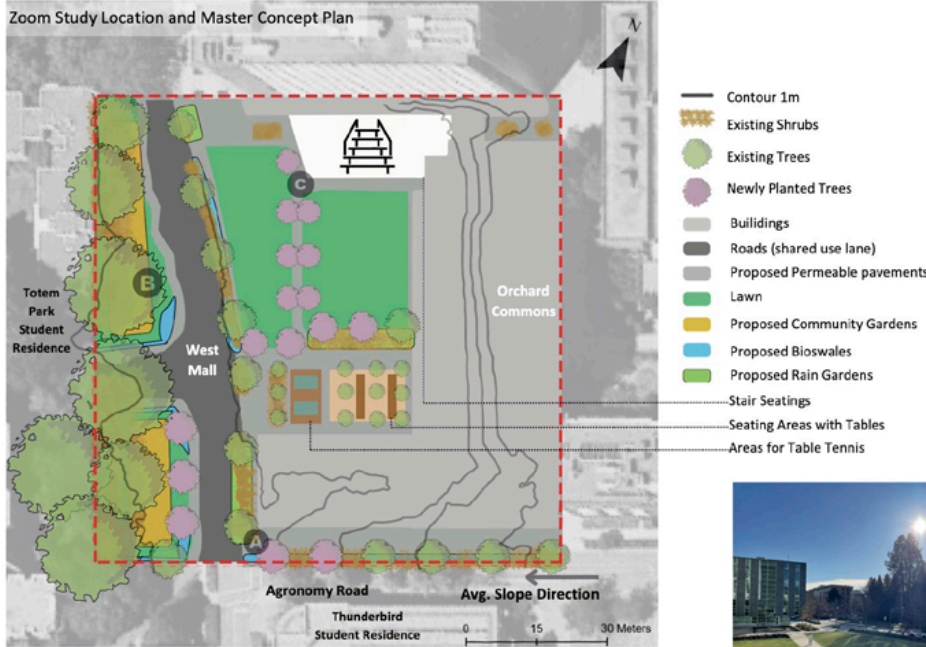 Zoom Study Location and Master Concept Plan
N
Contour 1m
Existing Shrubs
Existing Trees
Newly Planted Trees
Builidings
Roads (shared use lane)
Proposed Permeable pavements
Lawn
Proposed Community Gardens
Proposed Bioswales
Proposed Rain Gardens
Stair Seatings
Seating Areas with Tables
Areas for Table Tennis
C
B
Totem
Park
Student
Residence
West
Mall
Orchard
Commons
A
Agronomy Road
Avg. Slope Direction
Thunderbird
Student Residence
0 15 30 Meters